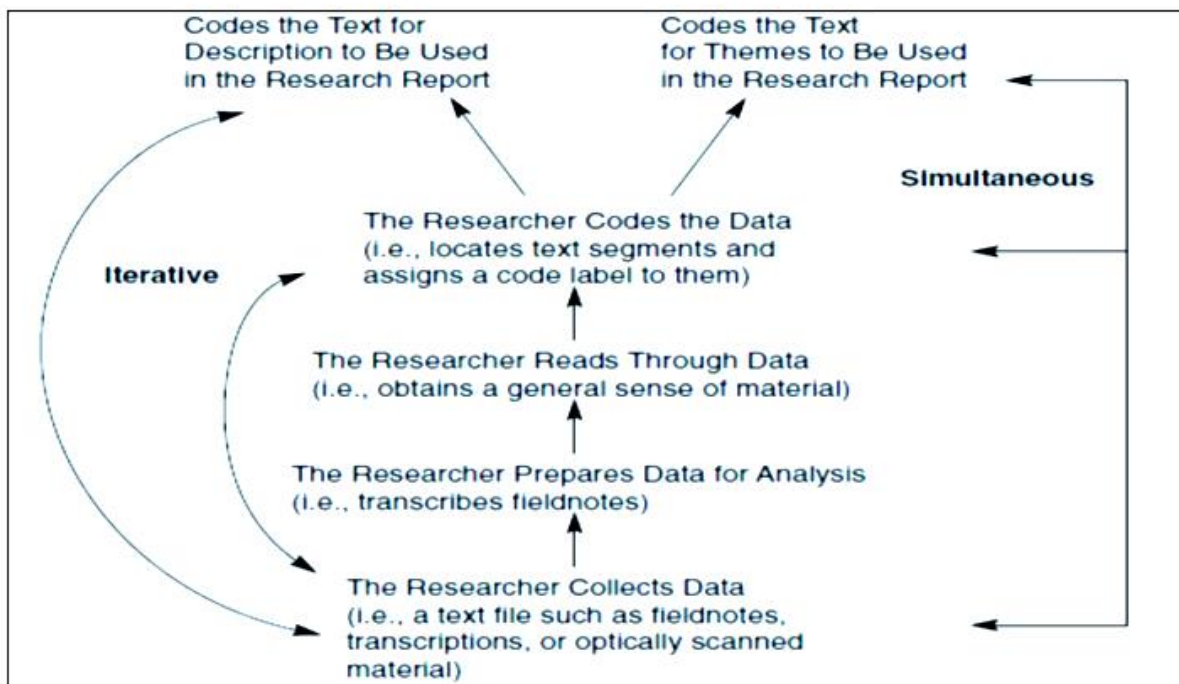 Codes the Text for
Description to Be Used
in the Research Report
Codes the Text
for Themes to Be Used
in the Research Report
Simultaneous
The Researcher Codes the Data
(i.e., locates text segments and
assigns a code label to them)
Iterative
The Researcher Reads Through Data
(i.e., obtains a general sense of material)
The Researcher Prepares Data for Analysis
(i.e., transcribes fieldnotes)
The Researcher Collects Data
(i.e., a text file such as fieldnotes,
transcriptions, or optically scanned
material)